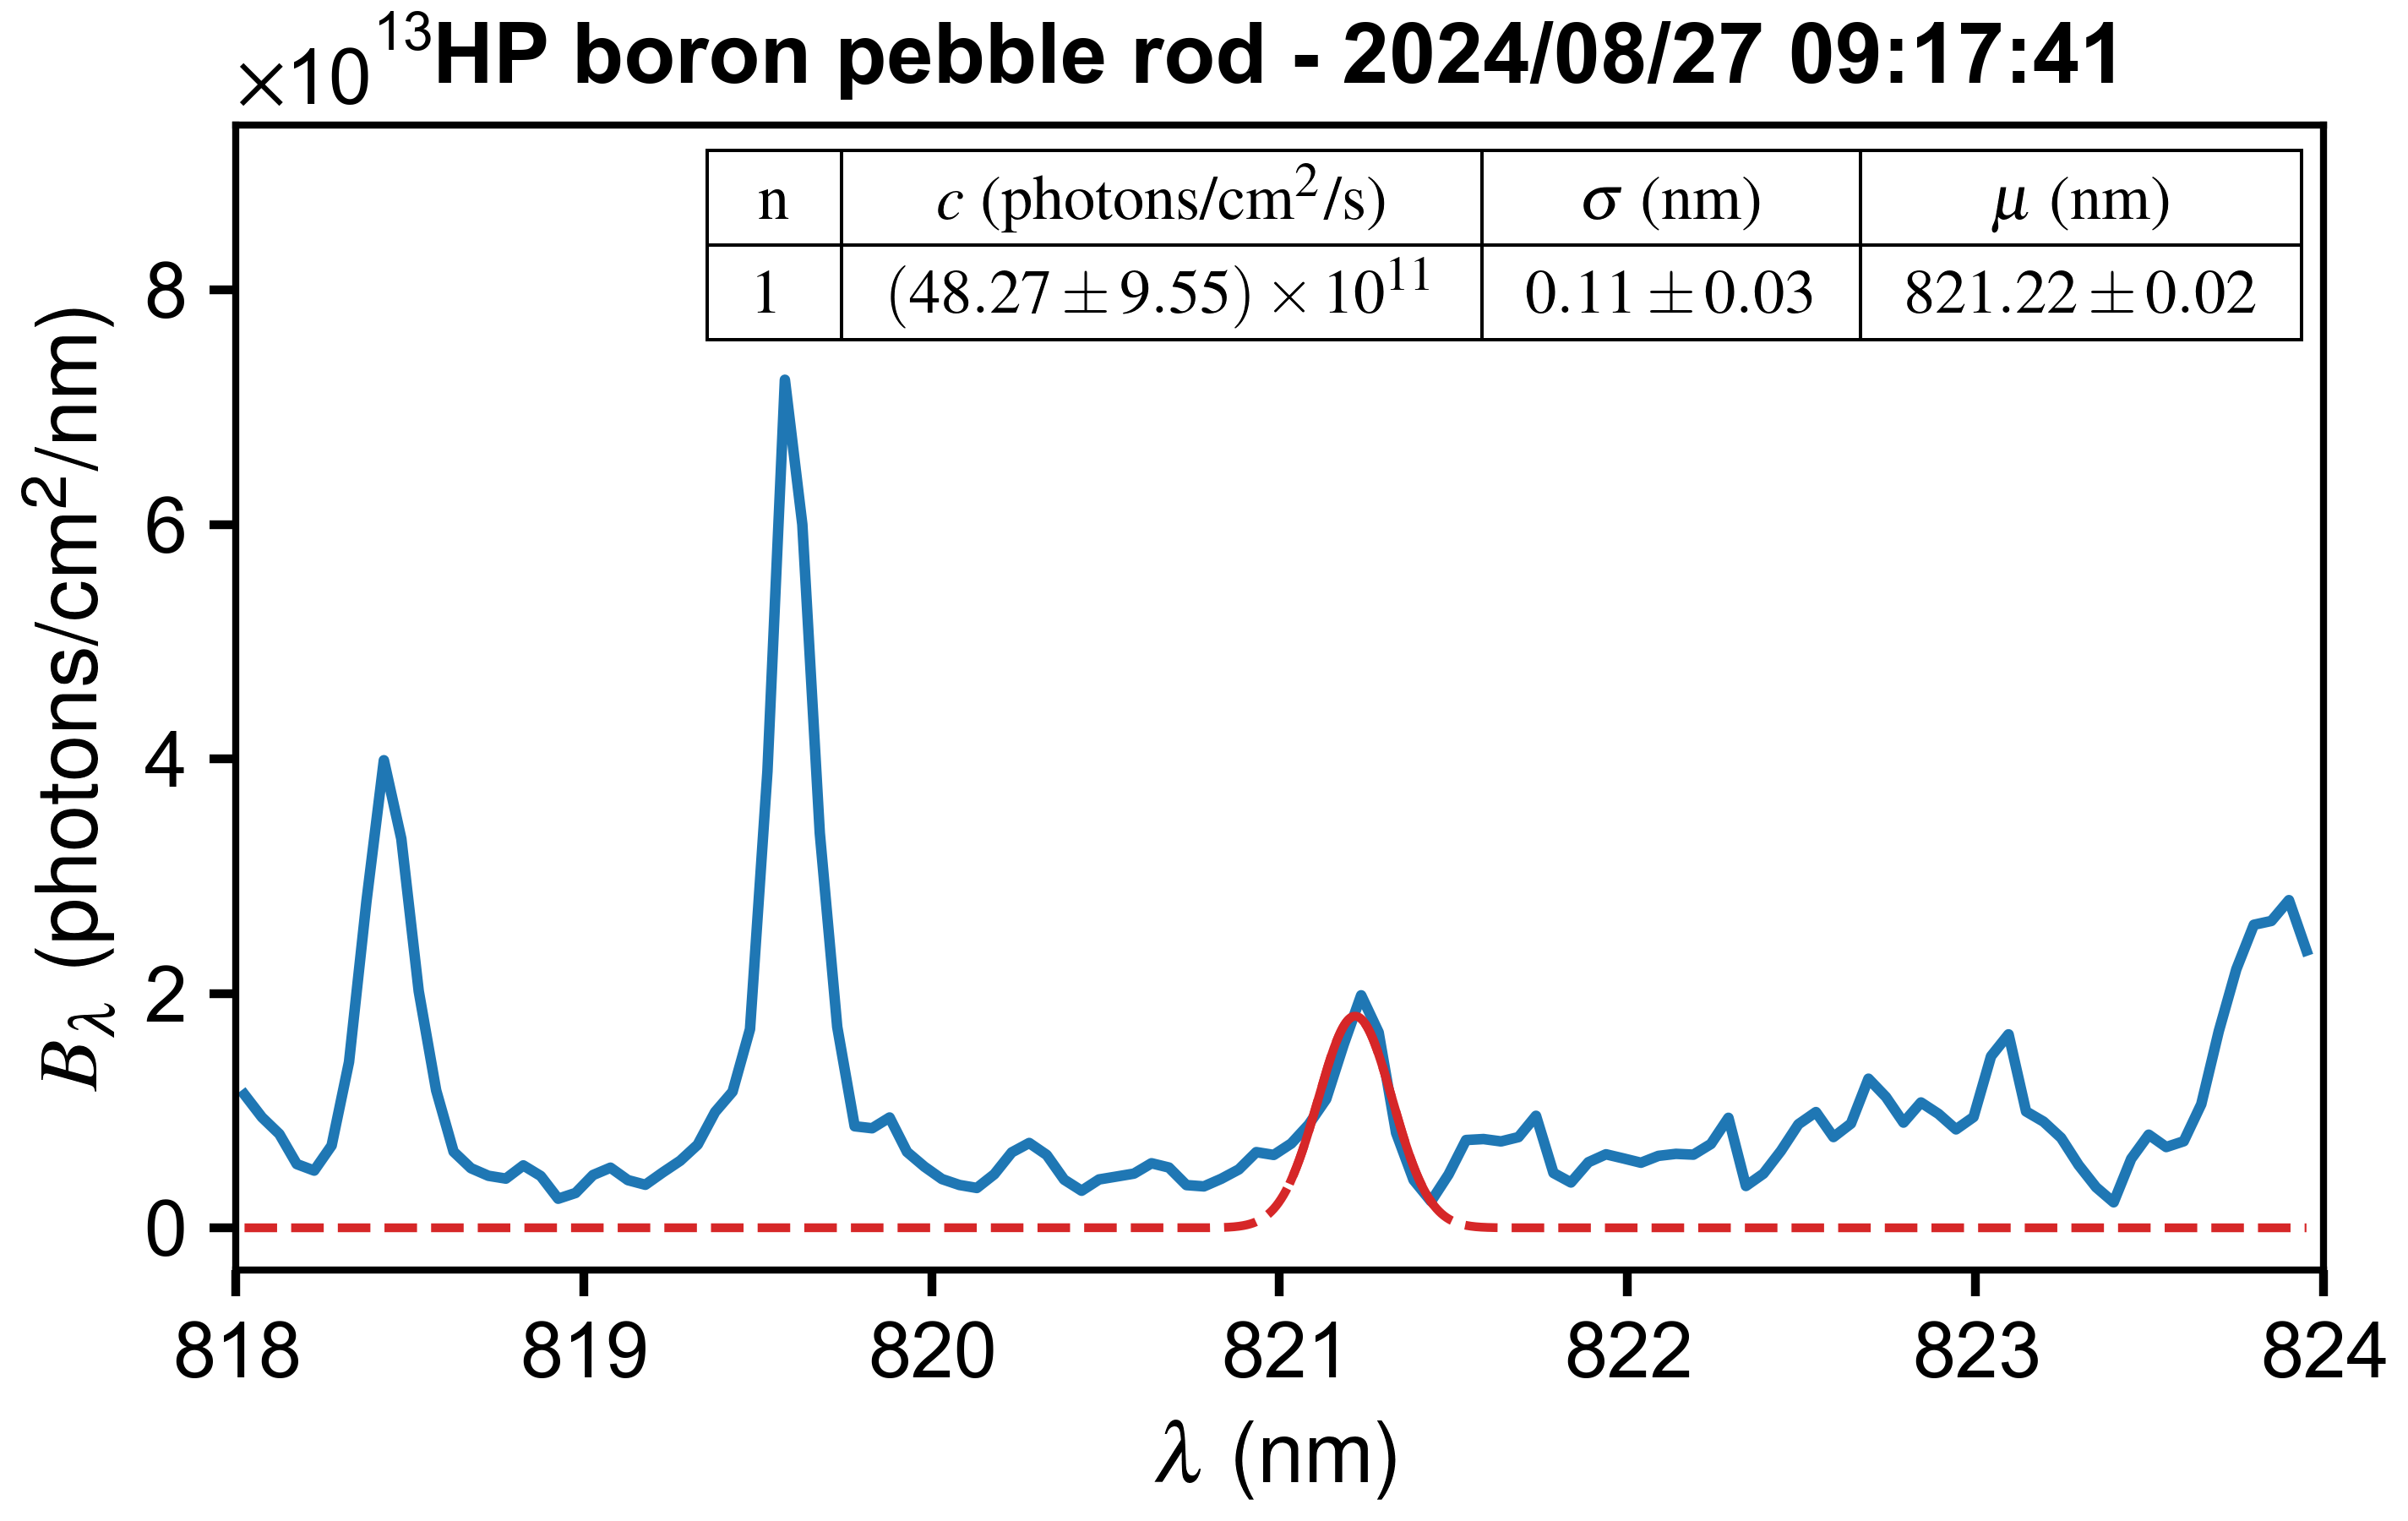 ×10¹³ HP boron pebble rod - 2024/08/27 09:17:41
n c (photons/cm²/s) σ (nm) μ (nm)
1 (48.27 ± 9.55) × 10¹¹ 0.11 ± 0.03 821.22 ± 0.02
B_λ (photons/cm²/nm)
8
6
4
2
0
818 819 820 821 822 823 824
λ (nm)